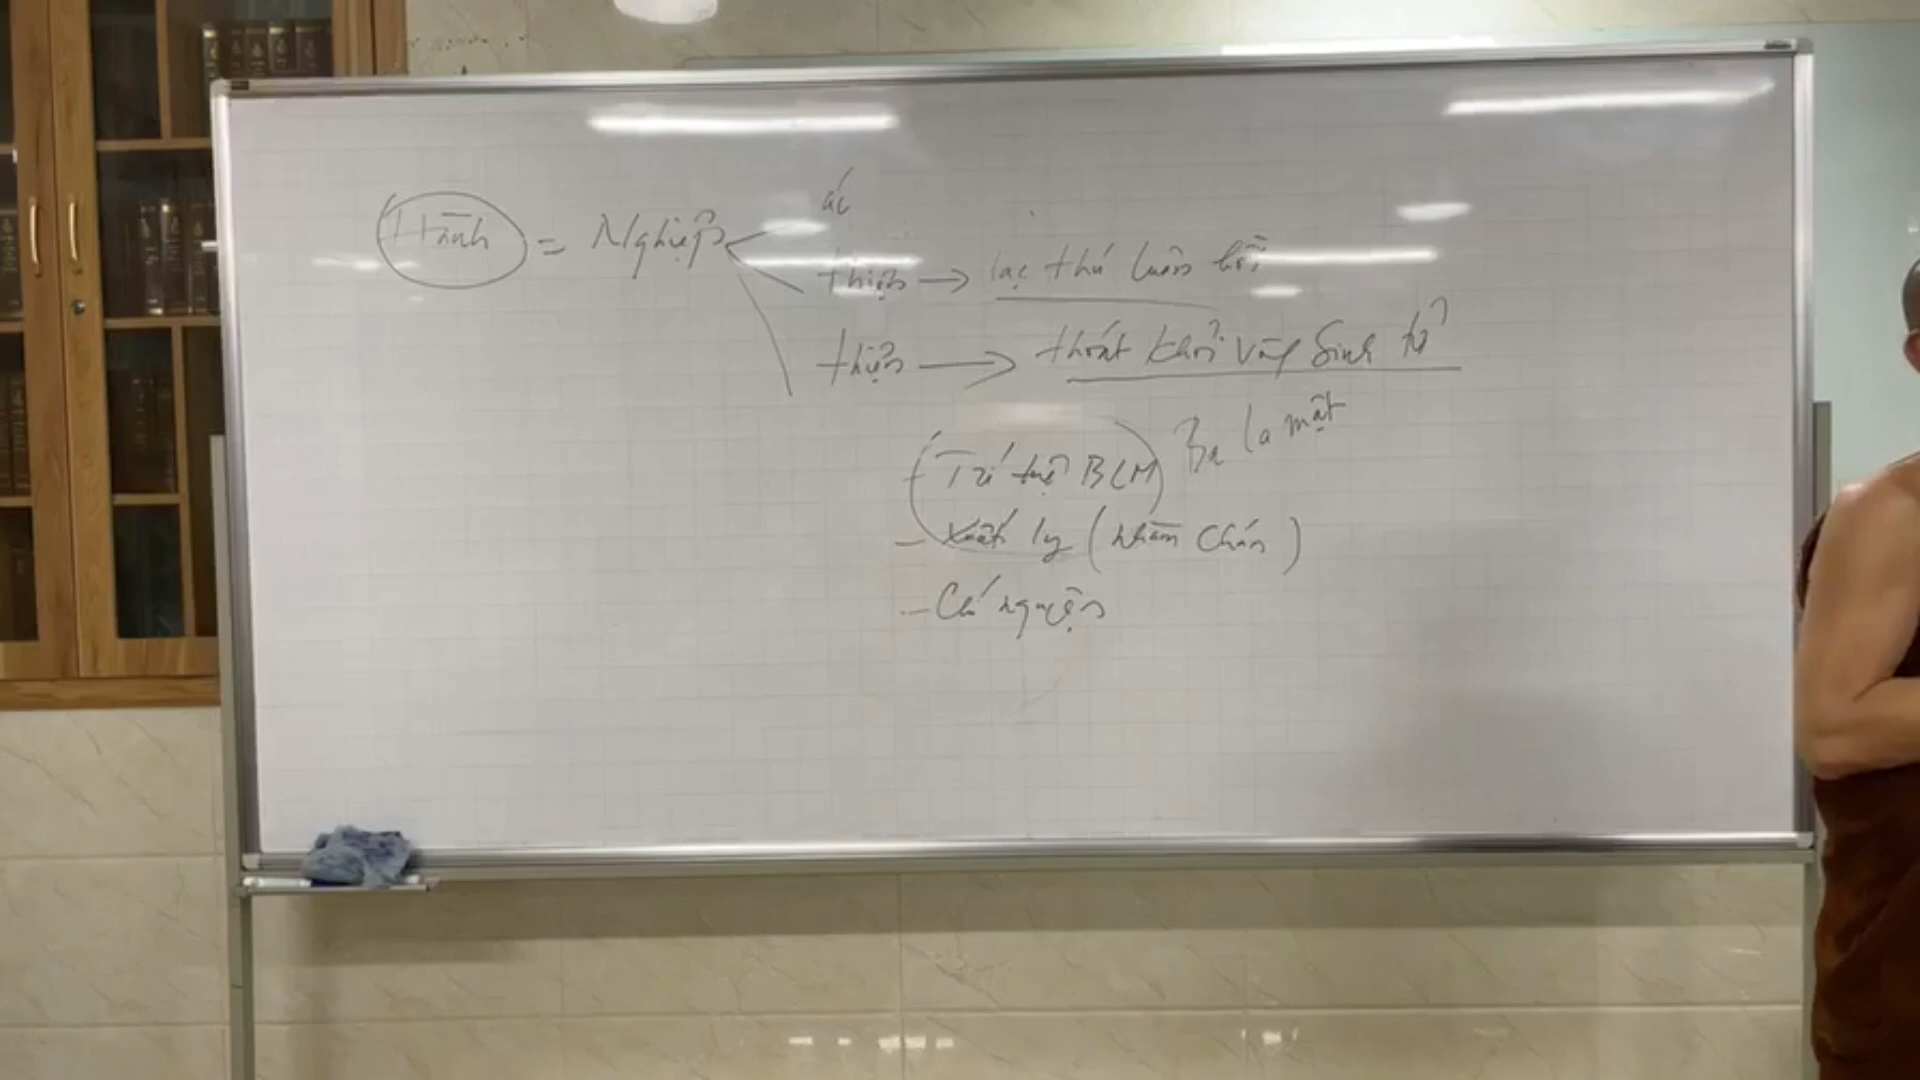 ác
Hành = Nghiệp
thiện → lạc thú luân hồi
thiện → thoát khỏi vòng sinh tử
+ Trí tuệ BLM Ba la mật
- Xuất ly (Nhàm chán)
- Chí nguyện